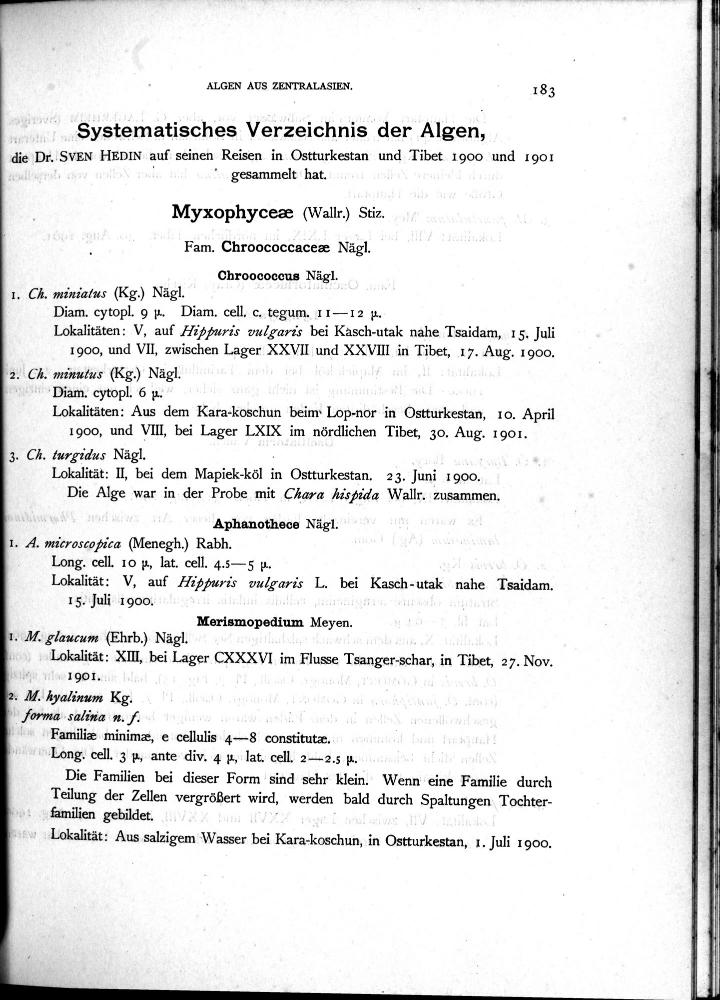 ALGEN AUS ZENTRALASIEN. 183
Systematisches Verzeichnis der Algen,
die Dr. SVEN HEDIN auf seinen Reisen in Ostturkestan und Tibet 1900 und 1901
gesammelt hat.
Myxophyceæ (Wallr.) Stiz.
Fam. Chroococcaceæ Nägl.
Chroococcus Nägl.
1. Ch. miniatus (Kg.) Nägl.
Diam. cytopl. 9 µ. Diam. cell. c. tegum. 11—12 µ.
Lokalitäten: V, auf Hippuris vulgaris bei Kasch-utak nahe Tsaidam, 15. Juli
1900, und VII, zwischen Lager XXVII und XXVIII in Tibet, 17. Aug. 1900.
2. Ch. minutus (Kg.) Nägl.
Diam. cytopl. 6 µ.
Lokalitäten: Aus dem Kara-koschun beim Lop-nor in Ostturkestan, 10. April
1900, und VIII, bei Lager LXIX im nördlichen Tibet, 30. Aug. 1901.
3. Ch. turgidus Nägl.
Lokalität: II, bei dem Mapiek-köl in Ostturkestan. 23. Juni 1900.
Die Alge war in der Probe mit Chara hispida Wallr. zusammen.
Aphanothece Nägl.
1. A. microscopica (Menegh.) Rabh.
Long. cell. 10 µ, lat. cell. 4.5—5 µ.
Lokalität: V, auf Hippuris vulgaris L. bei Kasch-utak nahe Tsaidam.
15. Juli 1900.
Merismopedium Meyen.
1. M. glaucum (Ehrb.) Nägl.
Lokalität: XIII, bei Lager CXXXVI im Flusse Tsanger-schar, in Tibet, 27. Nov.
1901.
2. M. hyalinum Kg.
forma salina n. f.
Familiæ minimæ, e cellulis 4—8 constitutæ.
Long. cell. 3 µ, ante div. 4 µ, lat. cell. 2—2.5 µ.
Die Familien bei dieser Form sind sehr klein. Wenn eine Familie durch
Teilung der Zellen vergrößert wird, werden bald durch Spaltungen Tochter-
familien gebildet.
Lokalität: Aus salzigem Wasser bei Kara-koschun, in Ostturkestan, 1. Juli 1900.